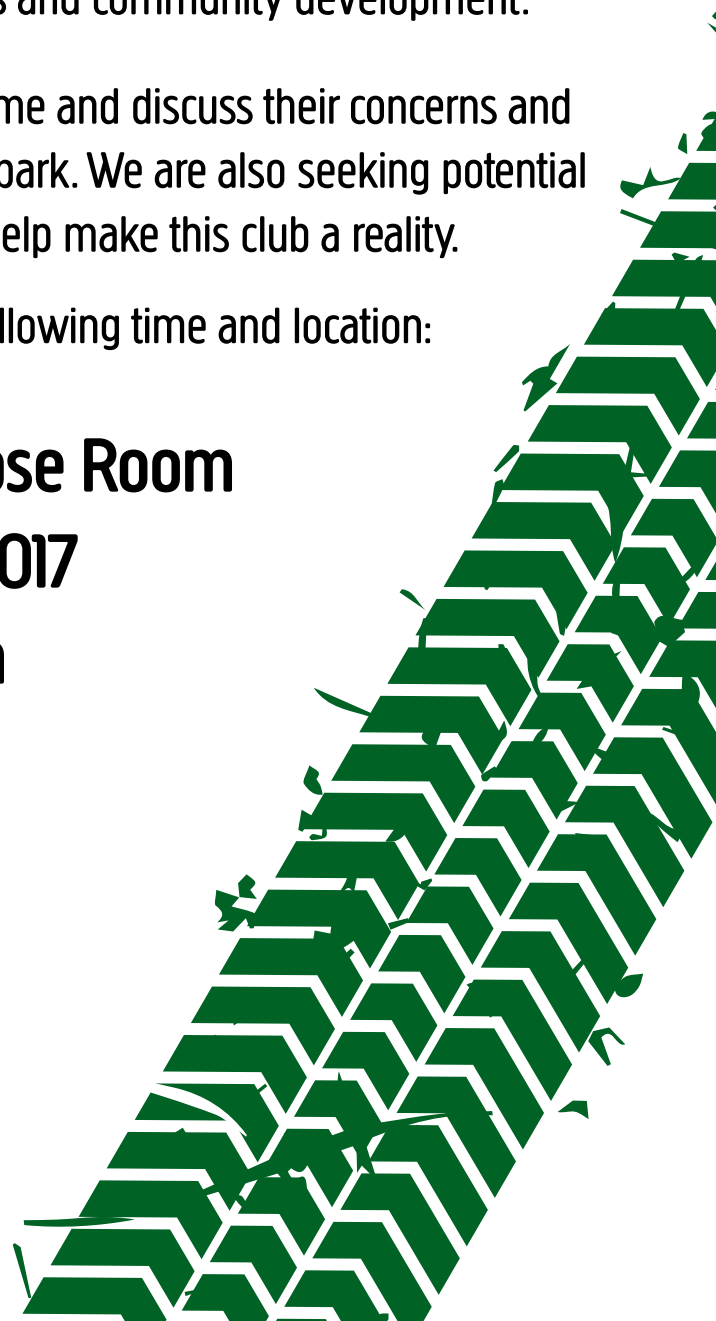 and community development.
me and discuss their concerns and
park. We are also seeking potential
elp make this club a reality.
llowing time and location:
ose Room
017